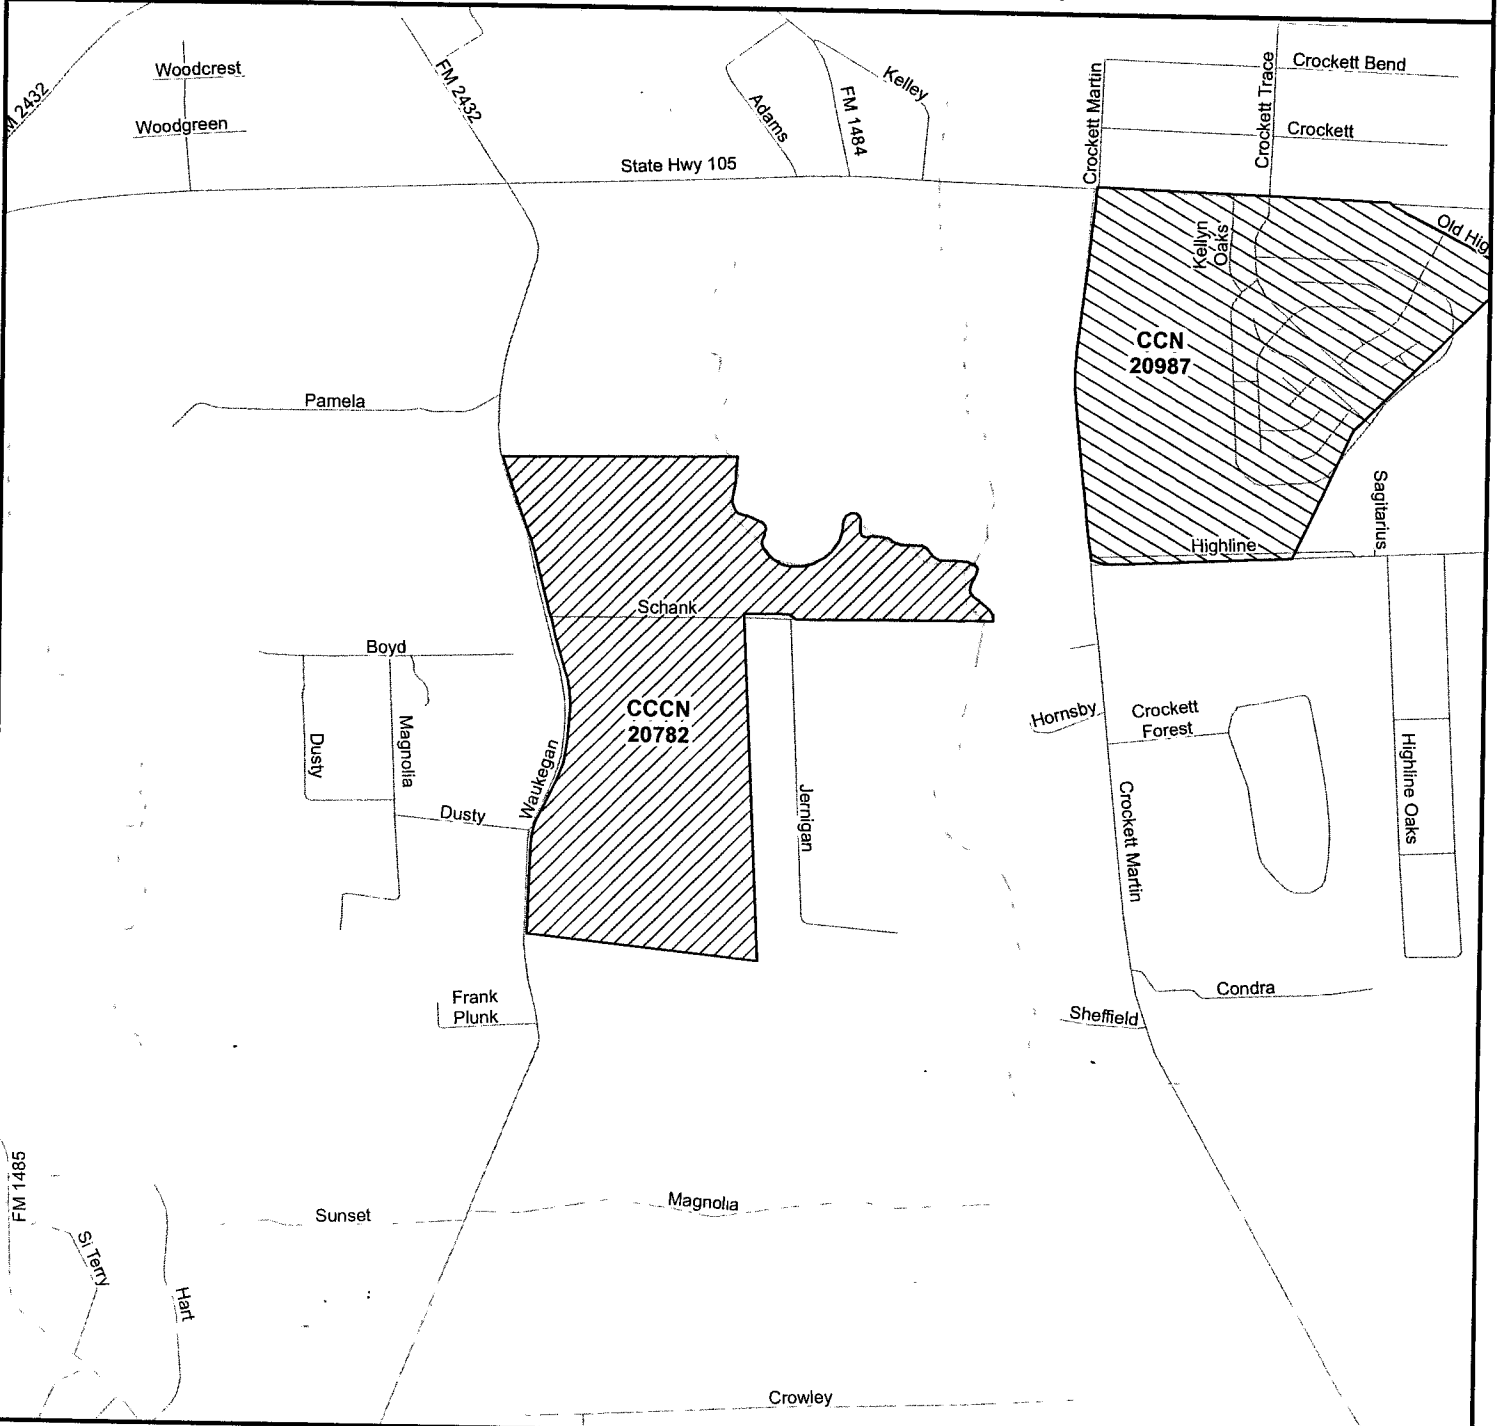 Woodcrest
Woodgreen
M 2432
FM 2432
State Hwy 105
Adams
FM 1484
Kelley
Crockett Martin
Crockett Trace
Crockett Bend
Crockett
Kellyn
Oaks
Old Hig
CCN
20987
Pamela
Sagitarius
Highline
Schank
Boyd
CCCN
20782
Dusty
Magnolia
Waukegan
Dusty
Jernigan
Hornsby
Crockett
Forest
Highline Oaks
Crockett Martin
Frank
Plunk
Condra
Sheffield
FM 1485
Si Terry
Hart
Sunset
Magnolia
Crowley